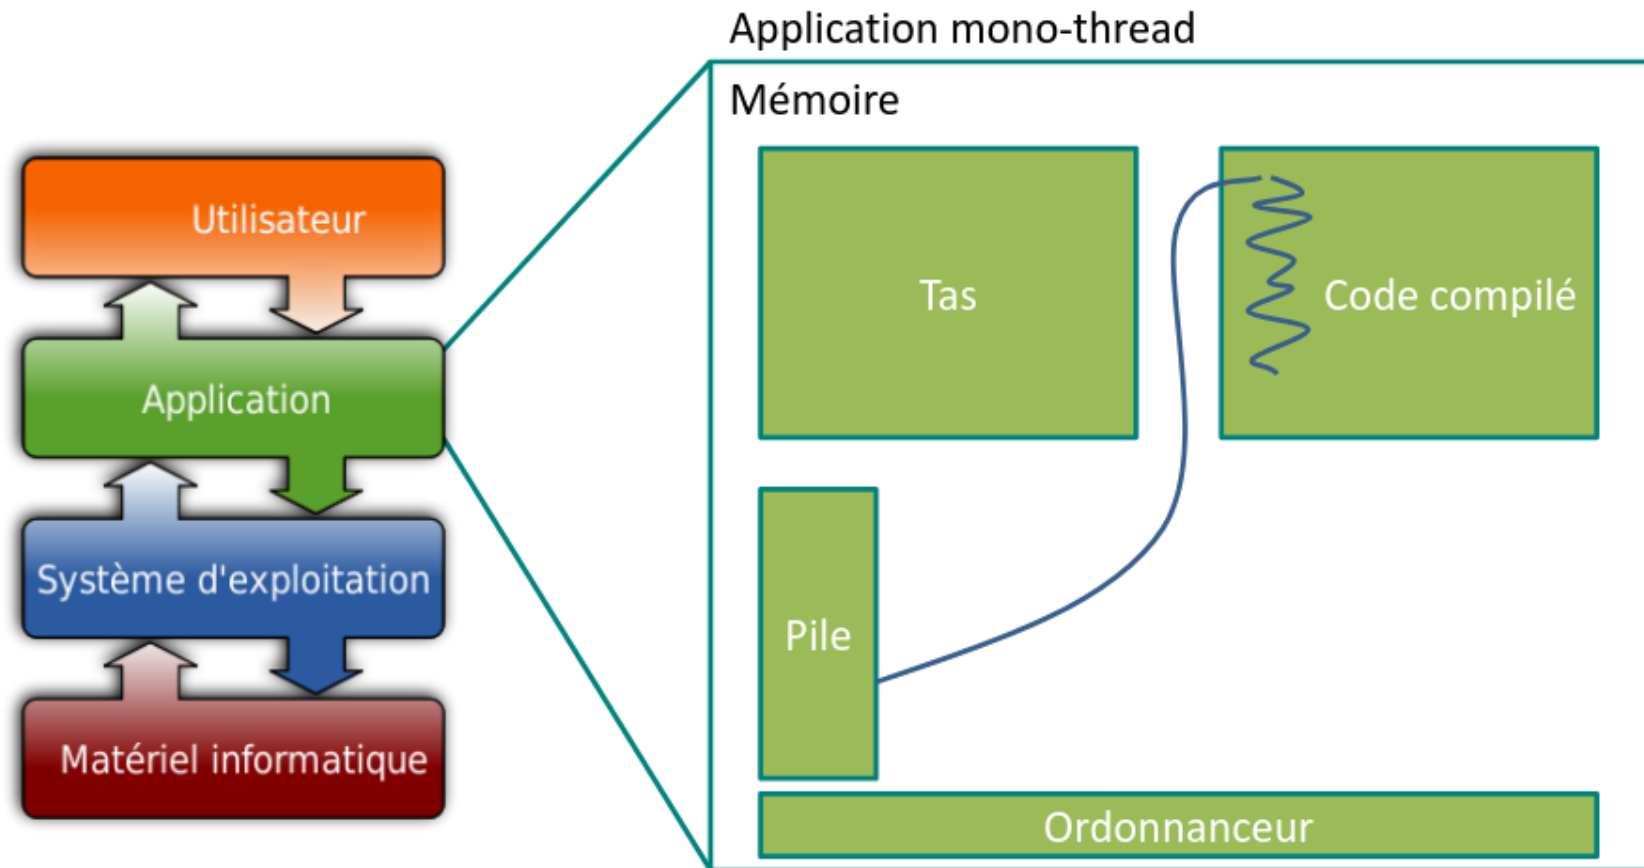 Application mono-thread
Mémoire
Utilisateur
Application
Système d'exploitation
Matériel informatique
Tas
Code compilé
Pile
Ordonnanceur